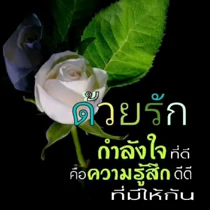 ด้วยรัก
กำลังใจ ที่ดี
คือความรู้สึก ดีดี
ที่มีให้กัน